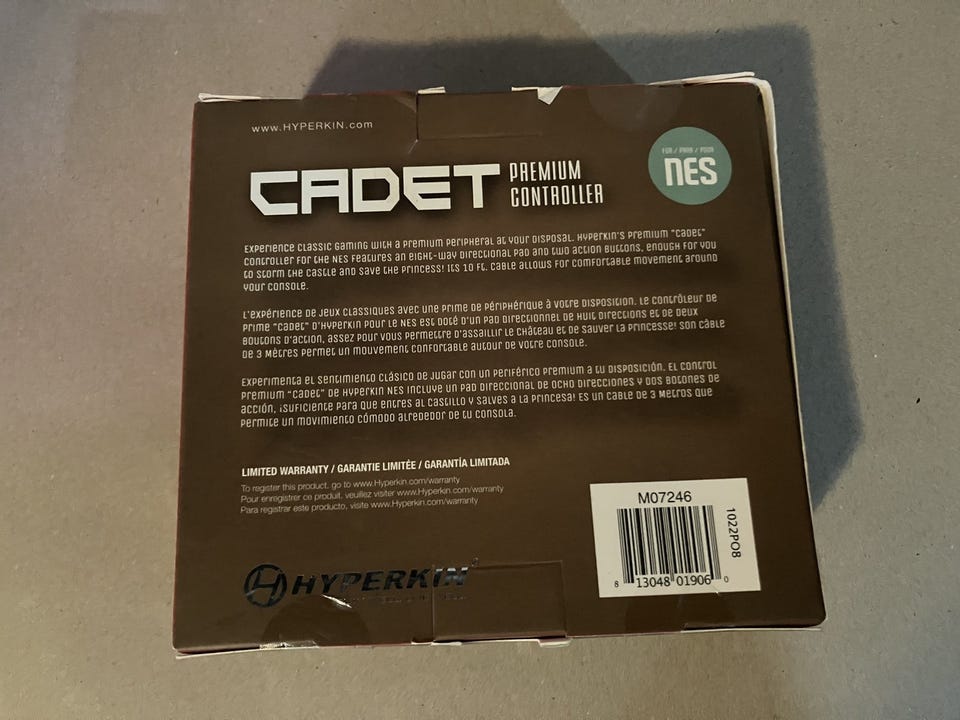 www.HYPERKIN.com
CADET PREMIUM CONTROLLER
FOR / PARA / POUR
NES
EXPERIENCE CLASSIC GAMING WITH A PREMIUM PERIPHERAL AT YOUR DISPOSAL. HYPERKIN'S PREMIUM "CADET"
CONTROLLER FOR THE NES FEATURES AN EIGHT-WAY DIRECTIONAL PAD AND TWO ACTION BUTTONS, ENOUGH FOR YOU
TO STORM THE CASTLE AND SAVE THE PRINCESS! ITS 10 FT. CABLE ALLOWS FOR COMFORTABLE MOVEMENT AROUND
YOUR CONSOLE.
L'EXPÉRIENCE DE JEUX CLASSIQUES AVEC UNE PRIME DE PÉRIPHÉRIQUE À VOTRE DISPOSITION. LE CONTRÔLEUR DE
PRIME "CADET" D'HYPERKIN POUR LE NES EST DOTÉ D'UN PAD DIRECTIONNEL DE HUIT DIRECTIONS ET DE DEUX
BOUTONS D'ACTION, ASSEZ POUR VOUS PERMETTRE D'ASSAILLIR LE CHÂTEAU ET DE SAUVER LA PRINCESSE! SON CÂBLE
DE 3 MÈTRES PERMET UN MOUVEMENT CONFORTABLE AUTOUR DE VOTRE CONSOLE.
EXPERIMENTA EL SENTIMIENTO CLÁSICO DE JUGAR CON UN PERIFÉRICO PREMIUM A TU DISPOSICIÓN. EL CONTROL
PREMIUM "CADET" DE HYPERKIN NES INCLUYE UN PAD DIRECCIONAL DE OCHO DIRECCIONES Y DOS BOTONES DE
ACCIÓN, ¡SUFICIENTE PARA QUE ENTRES AL CASTILLO Y SALVES A LA PRINCESA! ES UN CABLE DE 3 METROS QUE
PERMITE UN MOVIMIENTO CÓMODO ALREDEDOR DE TU CONSOLA.
LIMITED WARRANTY / GARANTIE LIMITÉE / GARANTÍA LIMITADA
To register this product, go to www.Hyperkin.com/warranty
Pour enregistrer ce produit, veuillez visiter www.Hyperkin.com/warranty
Para registrar este producto, visite www.Hyperkin.com/warranty
HYPERKIN
M07246
1022PO8
8 13048 01906 0